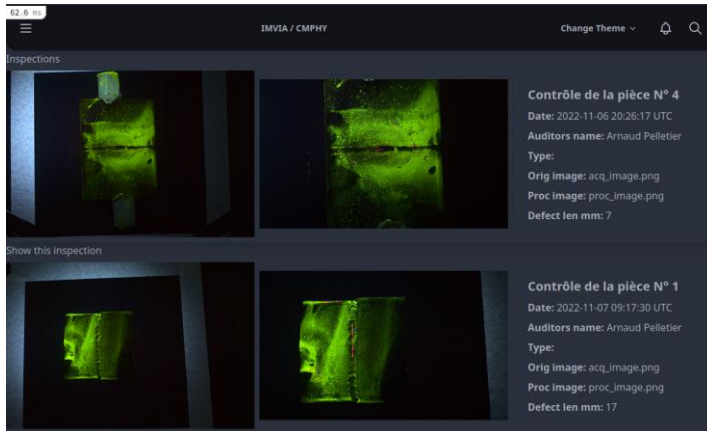 62.6 ms
IMVIA / CMPHY
Change Theme
Inspections
Contrôle de la pièce N° 4
Date: 2022-11-06 20:26:17 UTC
Auditors name: Arnaud Pelletier
Type:
Orig image: acq_image.png
Proc image: proc_image.png
Defect len mm: 7
Show this inspection
Contrôle de la pièce N° 1
Date: 2022-11-07 09:17:30 UTC
Auditors name: Arnaud Pelletier
Type:
Orig image: acq_image.png
Proc image: proc_image.png
Defect len mm: 17